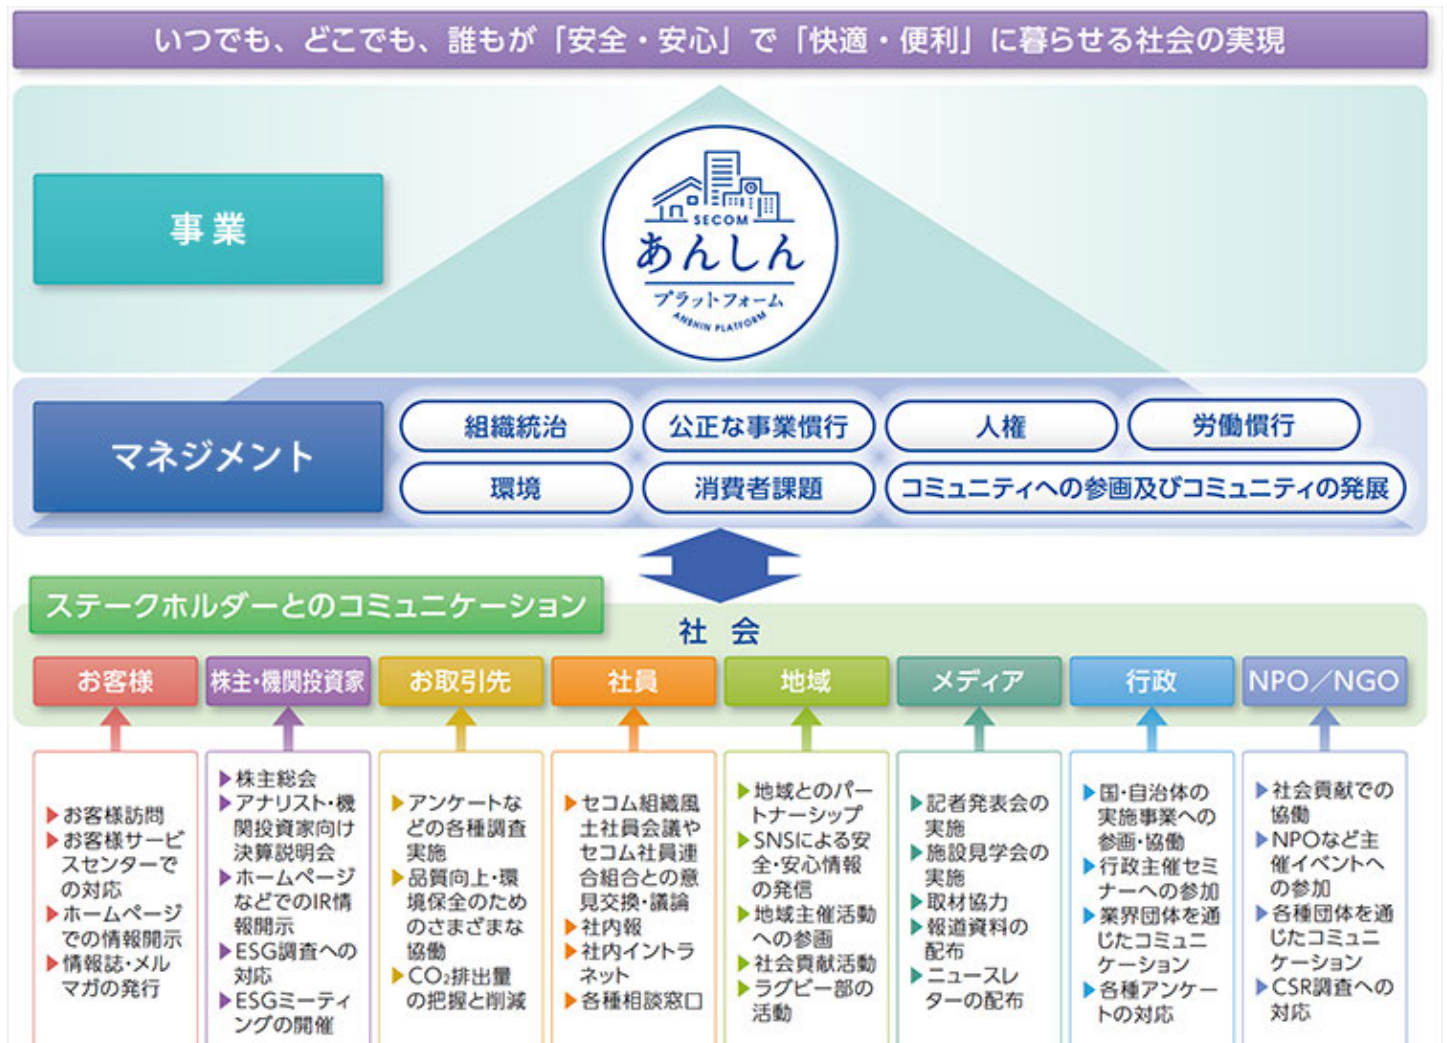 いつでも、どこでも、誰もが「安全・安心」で「快適・便利」に暮らせる社会の実現
事業
SECOM
あんしん
プラットフォーム
ANSHIN PLATFORM
マネジメント
組織統治
公正な事業慣行
人権
労働慣行
環境
消費者課題
コミュニティへの参画及びコミュニティの発展
ステークホルダーとのコミュニケーション
社会
お客様
株主・機関投資家
お取引先
社員
地域
メディア
行政
NPO／NGO
▶お客様訪問
▶お客様サービ
スセンターで
の対応
▶ホームページ
での情報開示
▶情報誌・メル
マガの発行
▶株主総会
▶アナリスト・機
関投資家向け
決算説明会
▶ホームページ
などでのIR情
報開示
▶ESG調査への
対応
▶ESGミーティ
ングの開催
▶アンケートな
どの各種調査
実施
▶品質向上・環
境保全のため
のさまざまな
協働
▶CO₂排出量
の把握と削減
▶セコム組織風
土社員会議や
セコム社員連
合組合との意
見交換・議論
▶社内報
▶社内イントラ
ネット
▶各種相談窓口
▶地域とのパー
トナーシップ
▶SNSによる安
全・安心情報
の発信
▶地域主催活動
への参画
▶社会貢献活動
▶ラグビー部の
活動
▶記者発表会の
実施
▶施設見学会の
実施
▶取材協力
▶報道資料の
配布
▶ニュースレ
ターの配布
▶国・自治体の
実施事業への
参画・協働
▶行政主催セミ
ナーへの参加
▶業界団体を通
じたコミュニ
ケーション
▶各種アンケー
トの対応
▶社会貢献での
協働
▶NPOなど主
催イベントへ
の参加
▶各種団体を通
じたコミュニ
ケーション
▶CSR調査への
対応